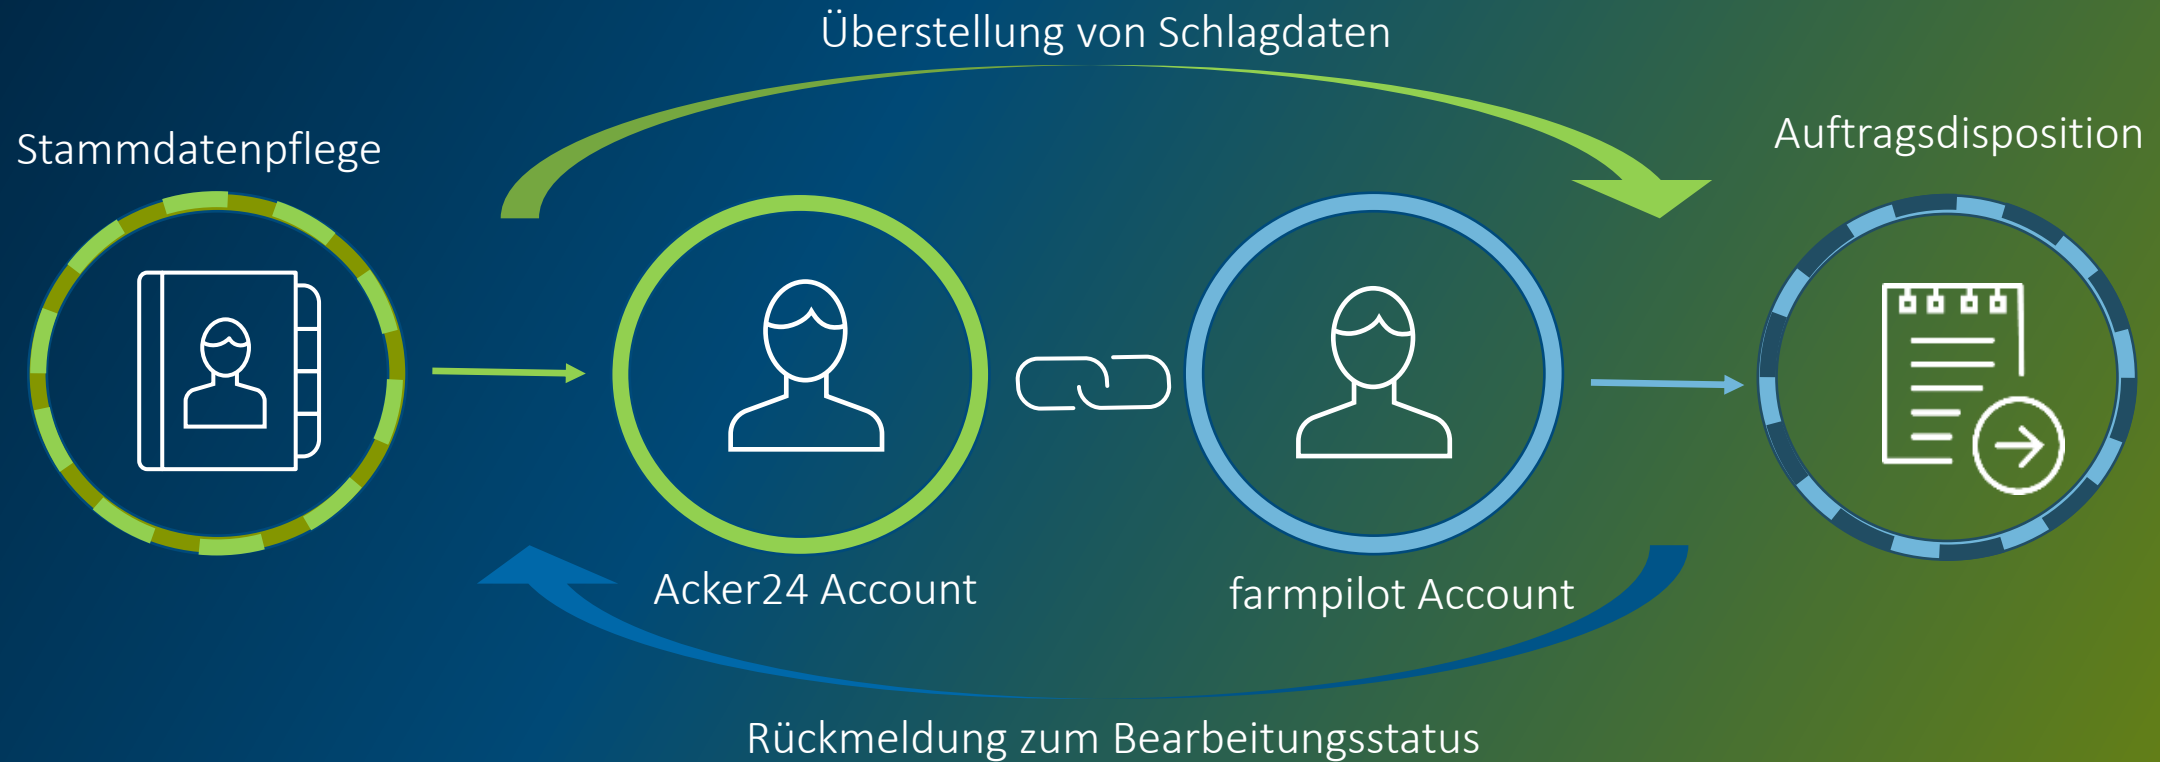 Überstellung von Schlagdaten
Stammdatenpflege
Auftragsdisposition
Acker24 Account
farmpilot Account
Rückmeldung zum Bearbeitungsstatus